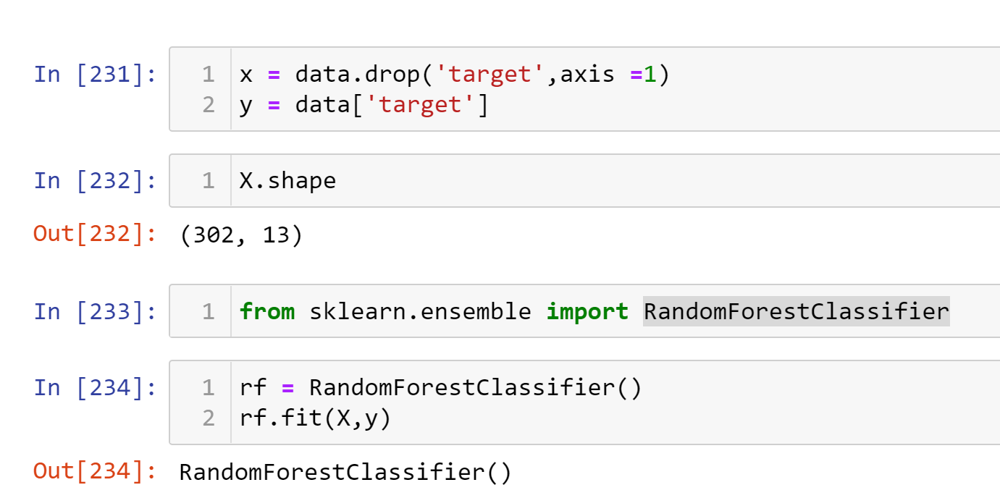 In [231]: 1 x = data.drop('target',axis =1)
2 y = data['target']
In [232]: 1 X.shape
Out[232]: (302, 13)
In [233]: 1 from sklearn.ensemble import RandomForestClassifier
In [234]: 1 rf = RandomForestClassifier()
2 rf.fit(X,y)
Out[234]: RandomForestClassifier()